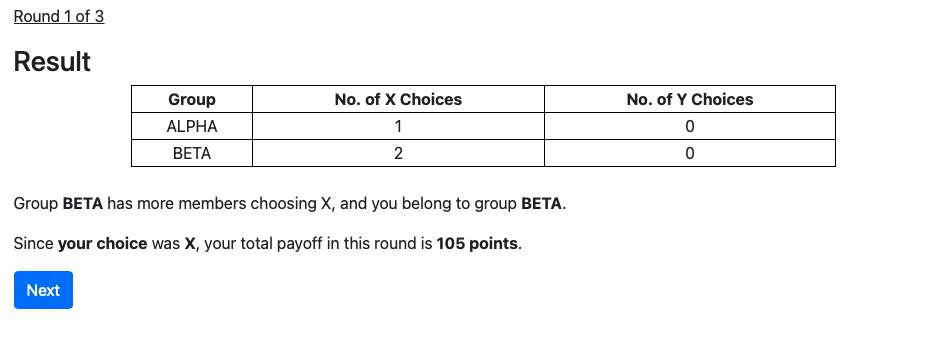 Round 1 of 3
Result
Group No. of X Choices No. of Y Choices
ALPHA 1 0
BETA 2 0
Group BETA has more members choosing X, and you belong to group BETA.
Since your choice was X, your total payoff in this round is 105 points.
Next